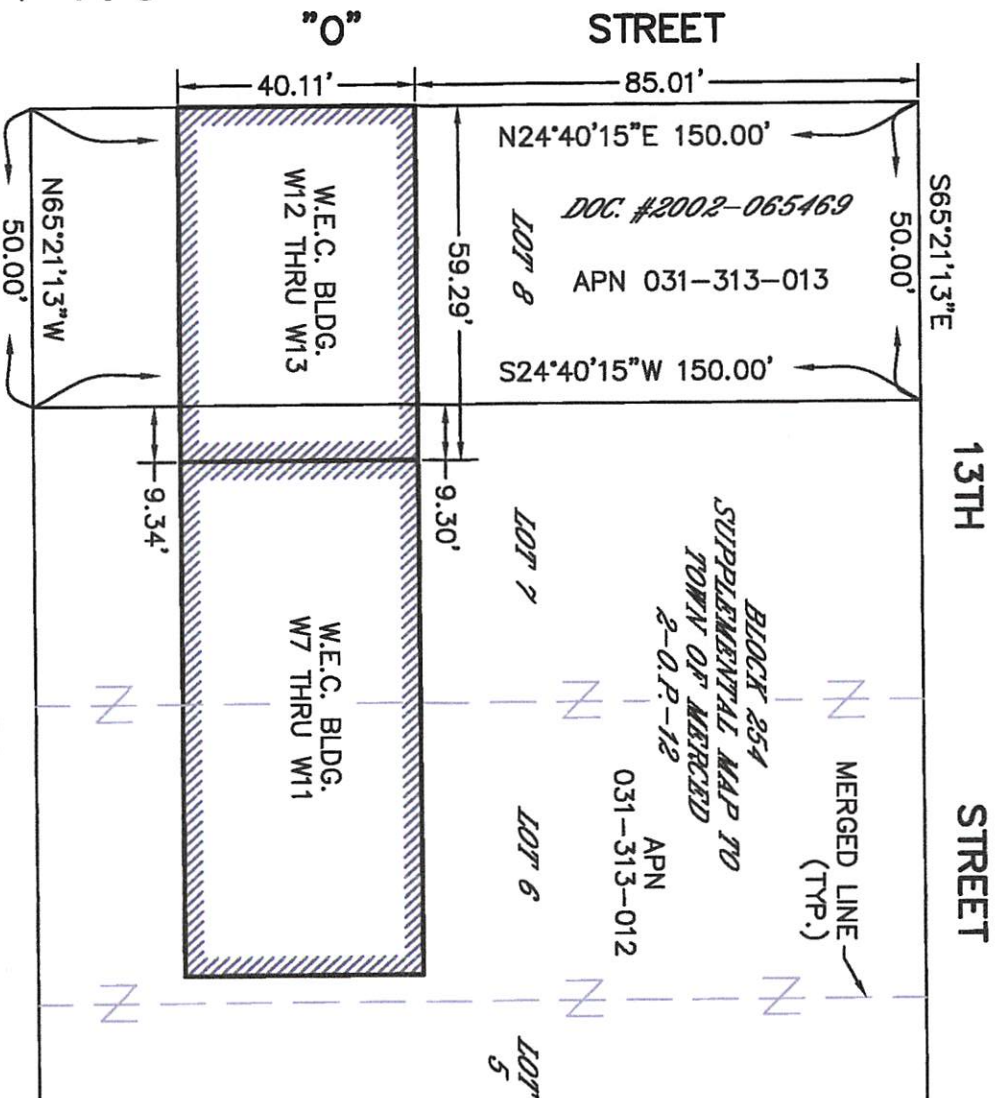 "O" STREET
40.11'
85.01'
N24°40'15"E 150.00'
DOC. #2002-065469
APN 031-313-013
S24°40'15"W 150.00'
LOT 8
59.29'
S65°21'13"E
50.00'
N65°21'13"W
50.00'
W.E.C. BLDG.
W12 THRU W13
9.34'
9.30'
13TH STREET
LOT 7
BLOCK 254
SUPPLEMENTAL MAP TO
TOWN OF MERCED
2-O.P.-12
W.E.C. BLDG.
W7 THRU W11
LOT 6
APN
031-313-012
MERGED LINE
(TYP.)
LOT
5